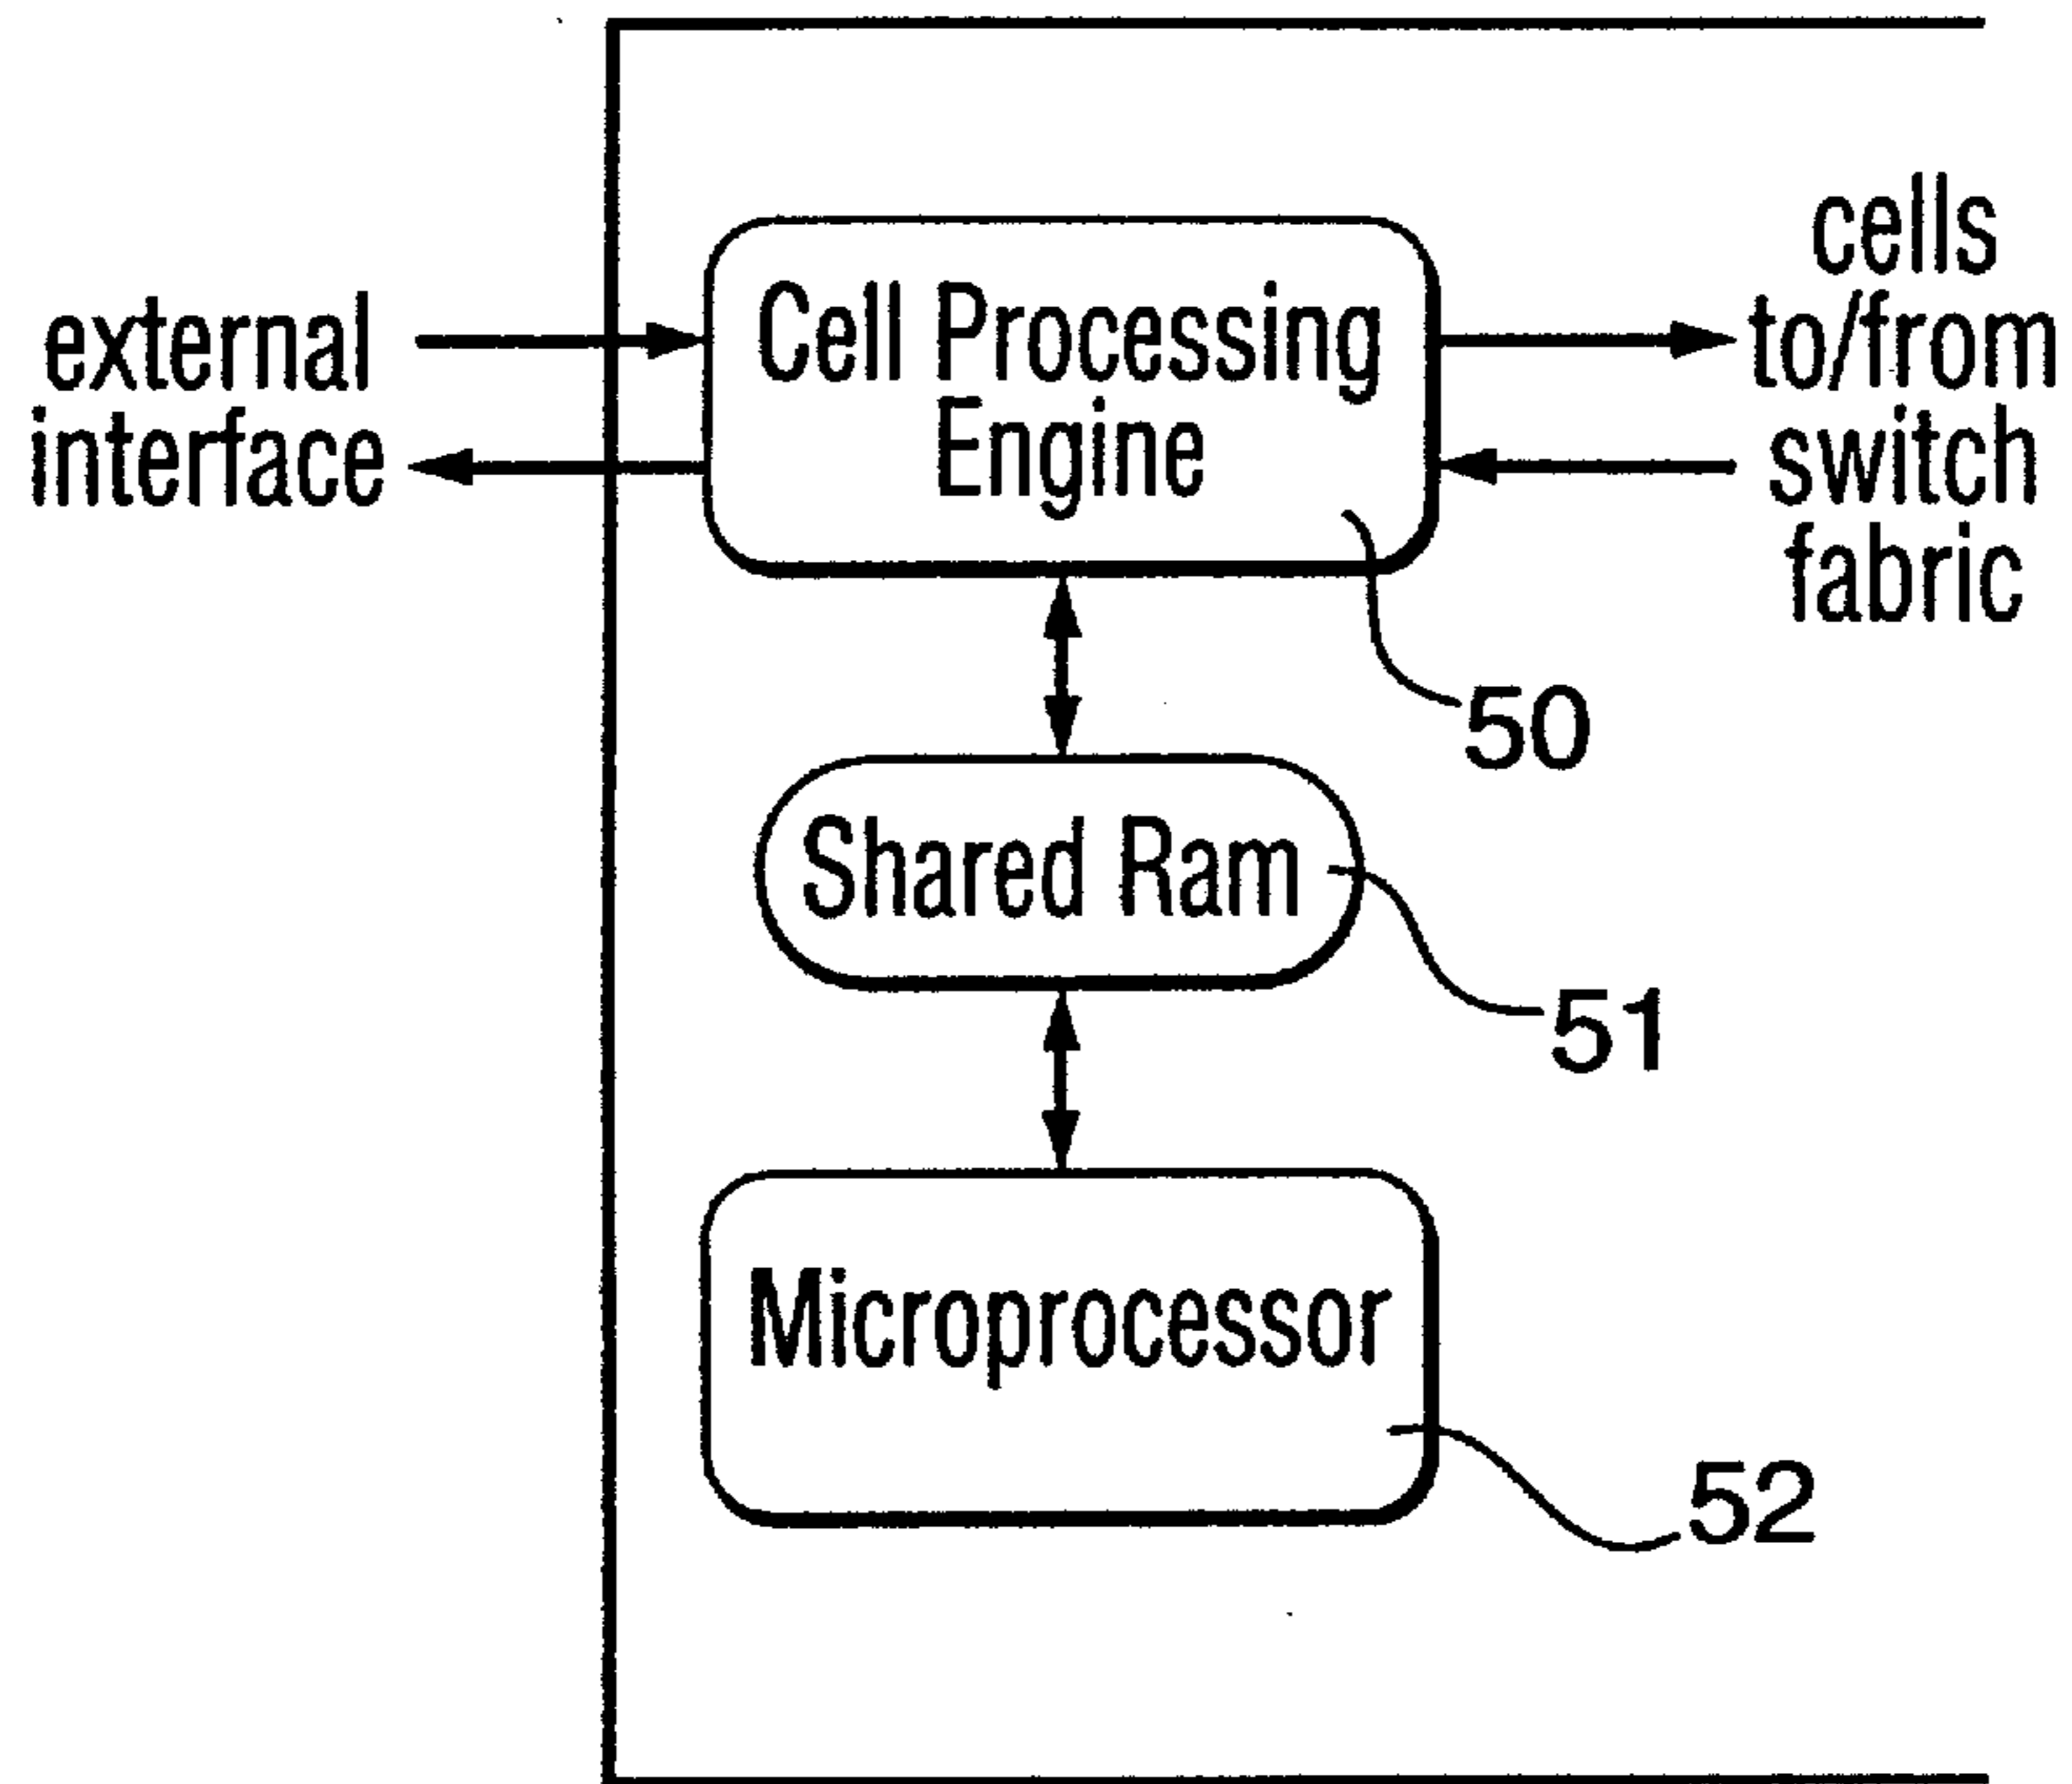 external
interface
Cell Processing
Engine
cells
to/from
switch
fabric
50
Shared Ram
51
Microprocessor
52